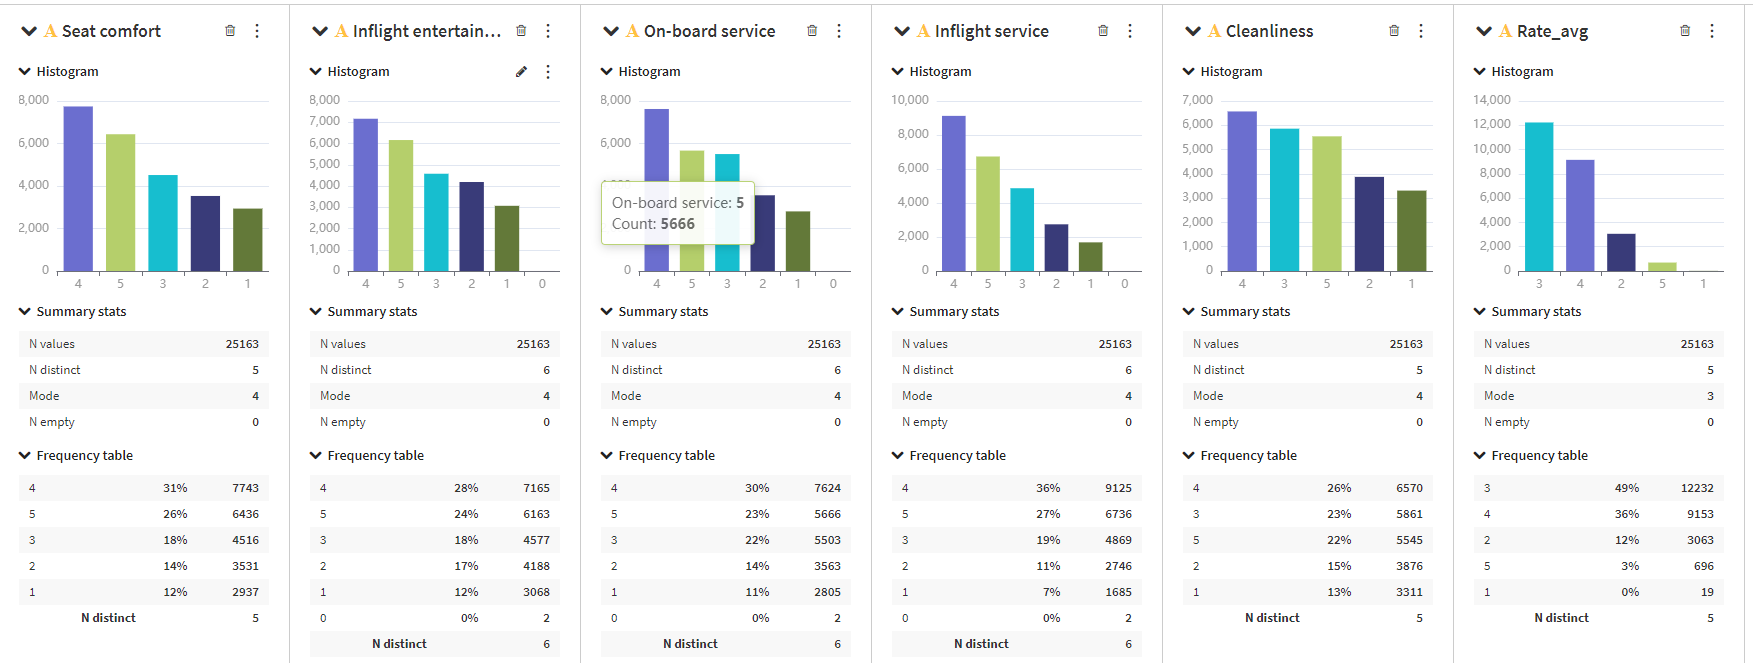 A Seat comfort
Histogram
8,000
6,000
4,000
2,000
0
4 5 3 2 1
Summary stats
N values 25163
N distinct 5
Mode 4
N empty 0
Frequency table
4 31% 7743
5 26% 6436
3 18% 4516
2 14% 3531
1 12% 2937
N distinct 5
A Inflight entertain...
Histogram
8,000
7,000
6,000
5,000
4,000
3,000
2,000
1,000
0
4 5 3 2 1 0
Summary stats
N values 25163
N distinct 6
Mode 4
N empty 0
Frequency table
4 28% 7165
5 24% 6163
3 18% 4577
2 17% 4188
1 12% 3068
0 0% 2
N distinct 6
A On-board service
Histogram
8,000
6,000
4,000
On-board service: 5
Count: 5666
0
4 5 3 2 1 0
Summary stats
N values 25163
N distinct 6
Mode 4
N empty 0
Frequency table
4 30% 7624
5 23% 5666
3 22% 5503
2 14% 3563
1 11% 2805
0 0% 2
N distinct 6
A Inflight service
Histogram
10,000
8,000
6,000
4,000
2,000
0
4 5 3 2 1 0
Summary stats
N values 25163
N distinct 6
Mode 4
N empty 0
Frequency table
4 36% 9125
5 27% 6736
3 19% 4869
2 11% 2746
1 7% 1685
0 0% 2
N distinct 6
A Cleanliness
Histogram
7,000
6,000
5,000
4,000
3,000
2,000
1,000
0
4 3 5 2 1
Summary stats
N values 25163
N distinct 5
Mode 4
N empty 0
Frequency table
4 26% 6570
3 23% 5861
5 22% 5545
2 15% 3876
1 13% 3311
N distinct 5
A Rate_avg
Histogram
14,000
12,000
10,000
8,000
6,000
4,000
2,000
0
3 4 2 5 1
Summary stats
N values 25163
N distinct 5
Mode 3
N empty 0
Frequency table
3 49% 12232
4 36% 9153
2 12% 3063
5 3% 696
1 0% 19
N distinct 5